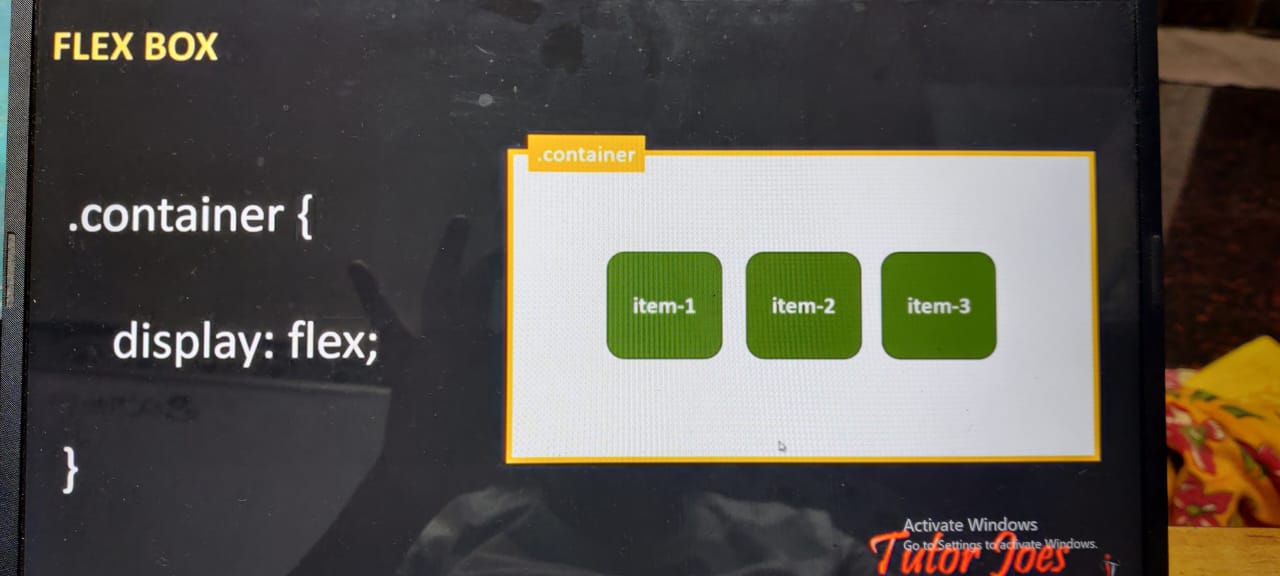 FLEX BOX
.container {
display: flex;
}
.container
item-1 item-2 item-3
Activate Windows
Go to Settings to activate Windows.
Tutor Joes